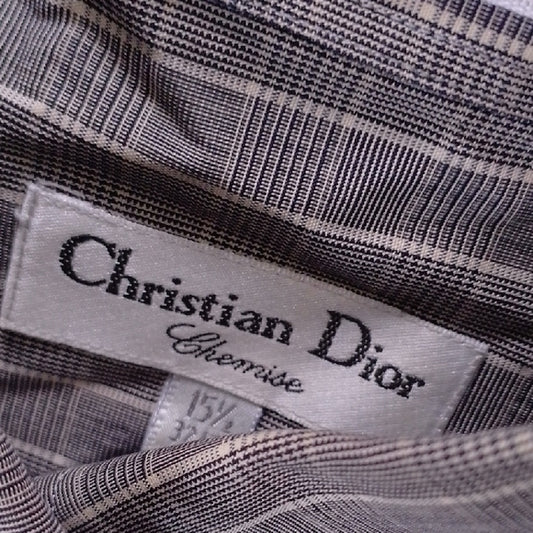 Christian Dior
Chemise
15½